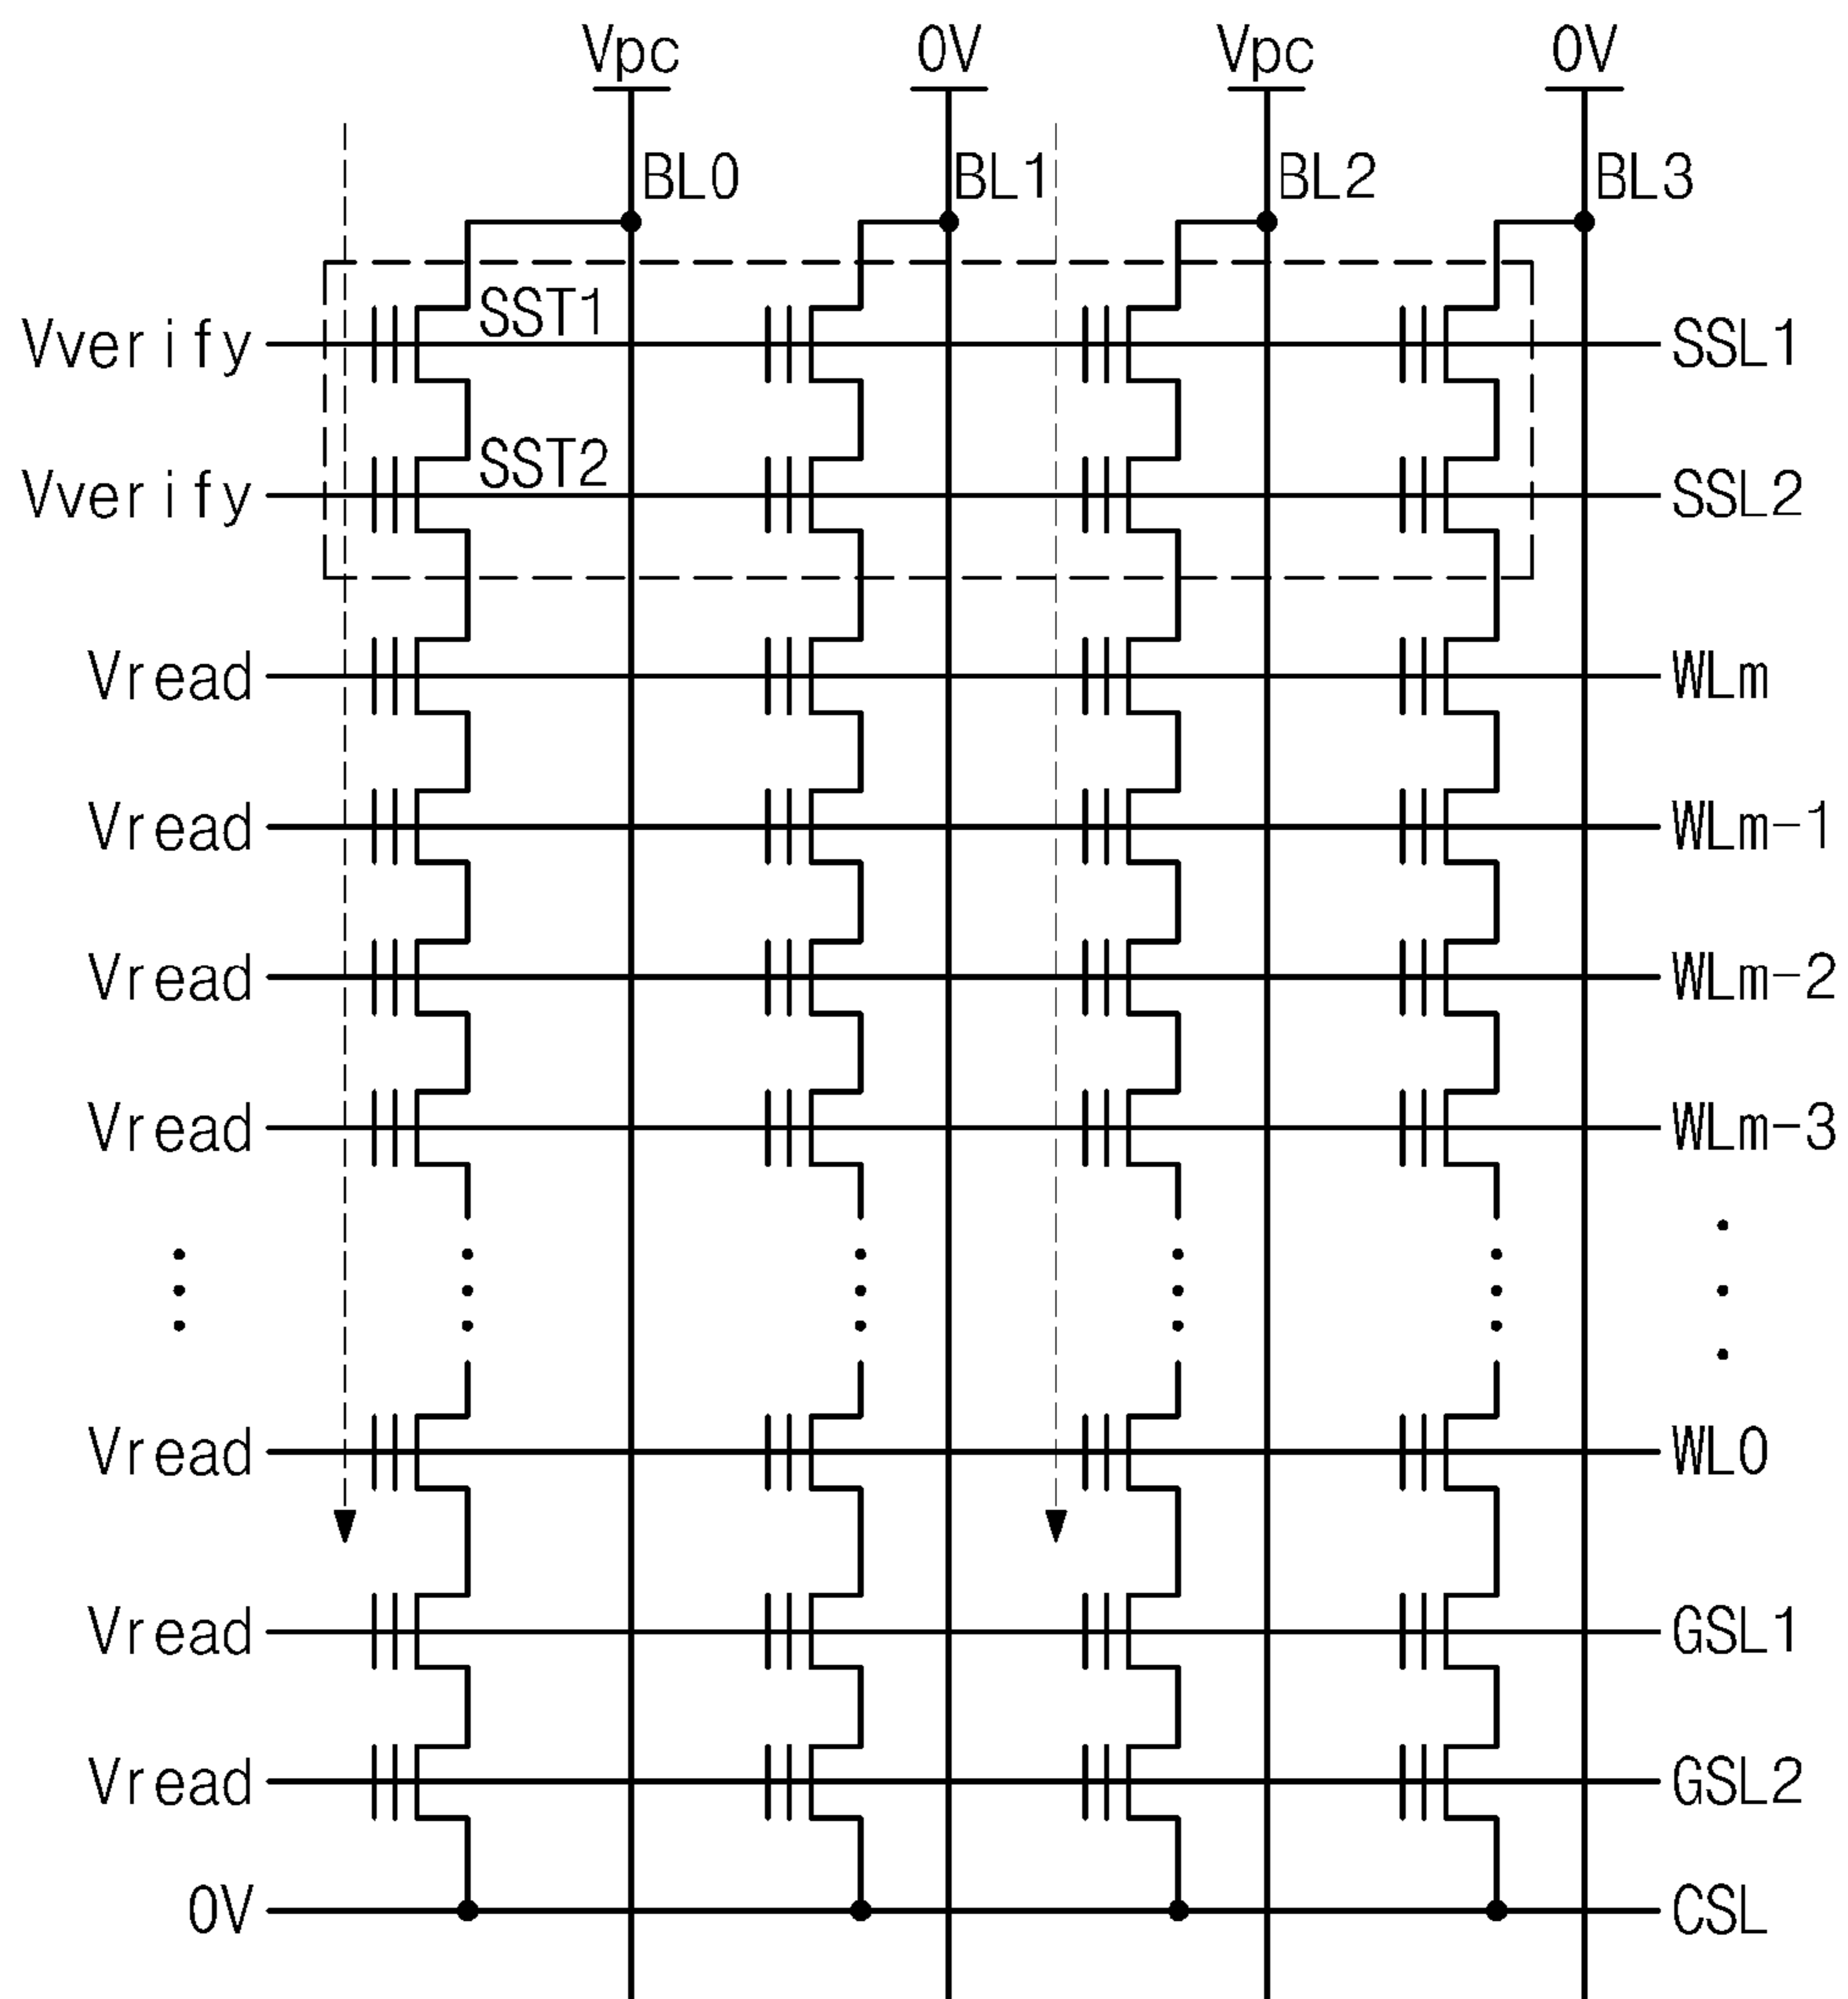 Vpc 0V Vpc 0V
BL0 BL1 BL2 BL3
SST1
Vverify SSL1
SST2
Vverify SSL2
Vread WLm
Vread WLm-1
Vread WLm-2
Vread WLm-3
Vread WL0
Vread GSL1
Vread GSL2
0V CSL